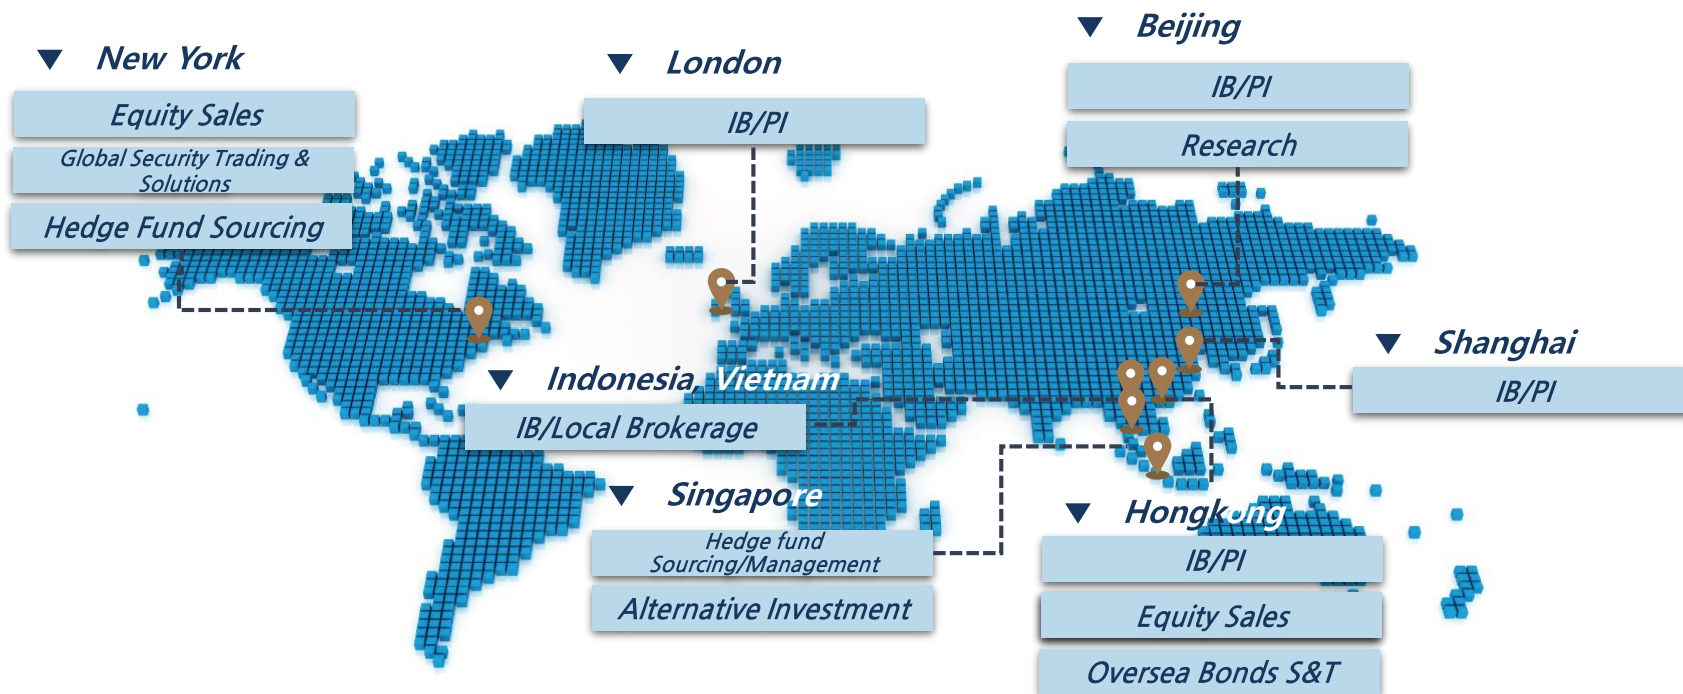 New York
Equity Sales
Global Security Trading &
Solutions
Hedge Fund Sourcing
London
IB/PI
Beijing
IB/PI
Research
Shanghai
IB/PI
Indonesia, Vietnam
IB/Local Brokerage
Singapore
Hedge fund
Sourcing/Management
Alternative Investment
Hongkong
IB/PI
Equity Sales
Oversea Bonds S&T